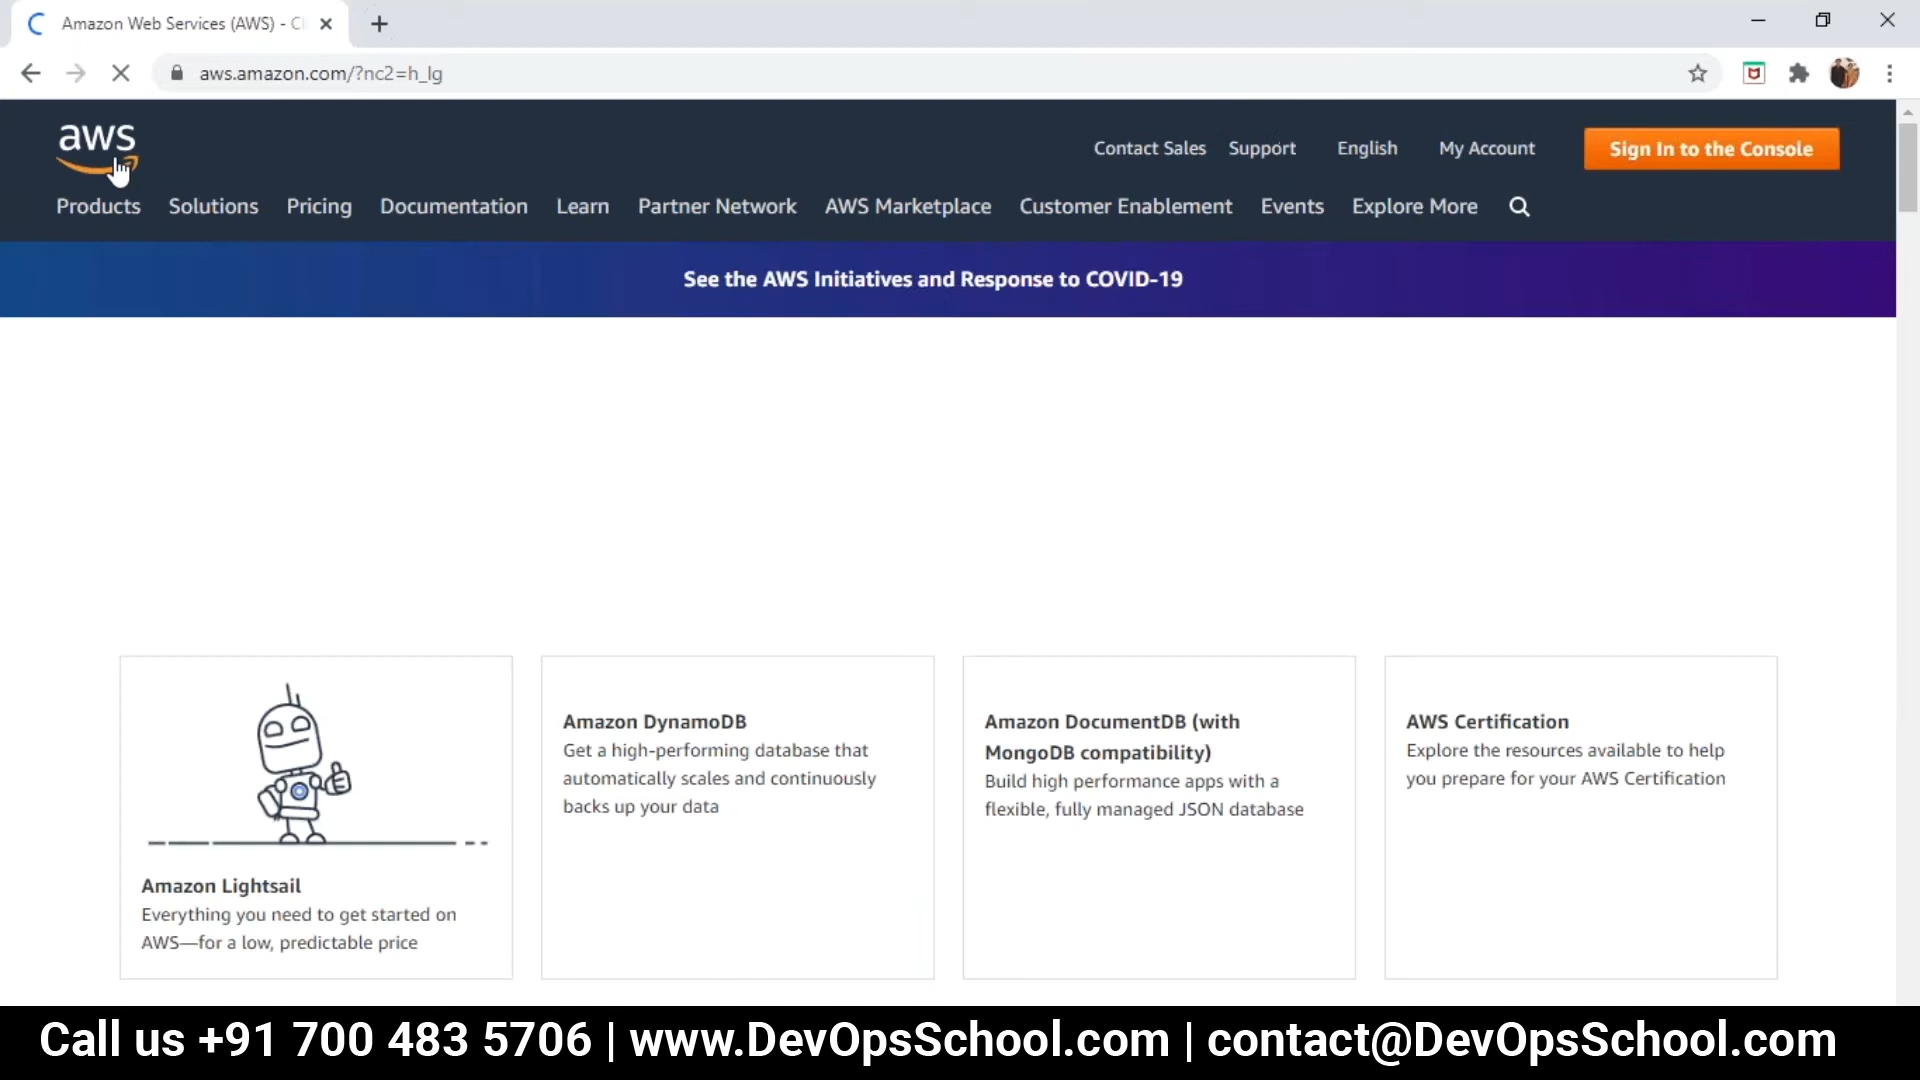 Amazon Web Services (AWS) - Cl
aws.amazon.com/?nc2=h_lg
aws
Contact Sales Support English My Account Sign In to the Console
Products Solutions Pricing Documentation Learn Partner Network AWS Marketplace Customer Enablement Events Explore More
See the AWS Initiatives and Response to COVID-19
Amazon Lightsail
Everything you need to get started on
AWS—for a low, predictable price
Amazon DynamoDB
Get a high-performing database that
automatically scales and continuously
backs up your data
Amazon DocumentDB (with
MongoDB compatibility)
Build high performance apps with a
flexible, fully managed JSON database
AWS Certification
Explore the resources available to help
you prepare for your AWS Certification
Call us +91 700 483 5706 | www.DevOpsSchool.com | contact@DevOpsSchool.com